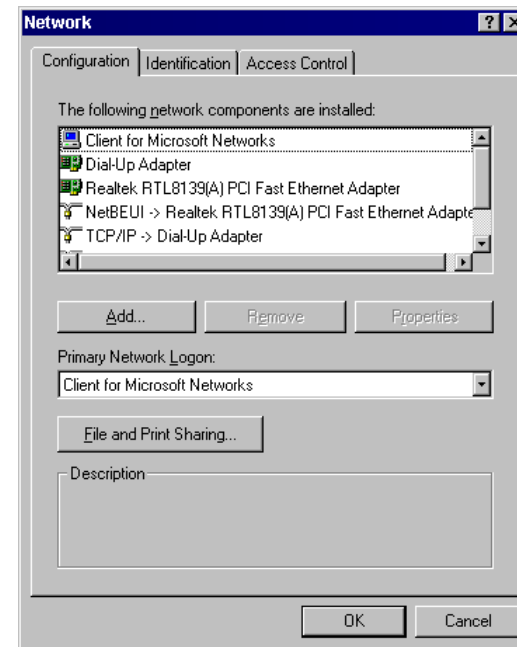 Network
Configuration Identification Access Control
The following network components are installed:
Client for Microsoft Networks
Dial-Up Adapter
Realtek RTL8139(A) PCI Fast Ethernet Adapter
NetBEUI -> Realtek RTL8139(A) PCI Fast Ethernet Adapte
TCP/IP -> Dial-Up Adapter
Add... Remove Properties
Primary Network Logon:
Client for Microsoft Networks
File and Print Sharing...
Description
OK Cancel